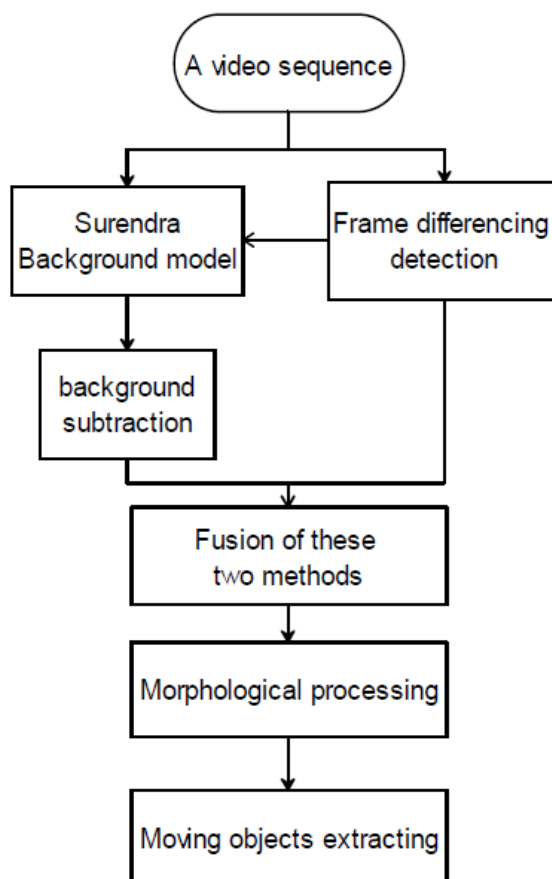 A video sequence
Surendra
Background model
Frame differencing
detection
background
subtraction
Fusion of these
two methods
Morphological processing
Moving objects extracting